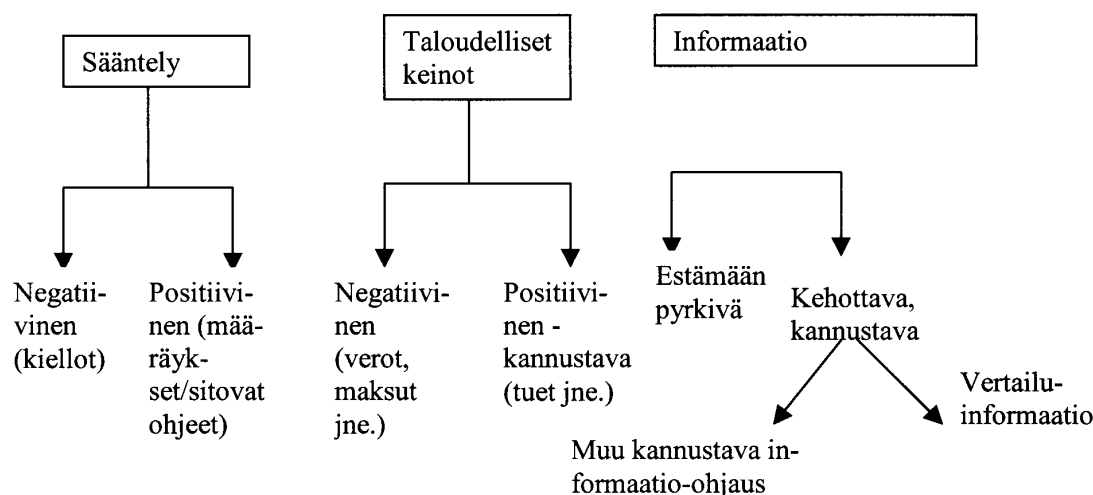 Sääntely
Taloudelliset
keinot
Informaatio
Negatii-
vinen
(kiellot)
Positiivi-
nen (mää-
räyk-
set/sitovat
ohjeet)
Negatiivi-
nen
(verot,
maksut
jne.)
Positiivi-
nen -
kannustava
(tuet jne.)
Estämään
pyrkivä
Kehottava,
kannustava
Muu kannustava in-
formaatio-ohjaus
Vertailu-
informaatio